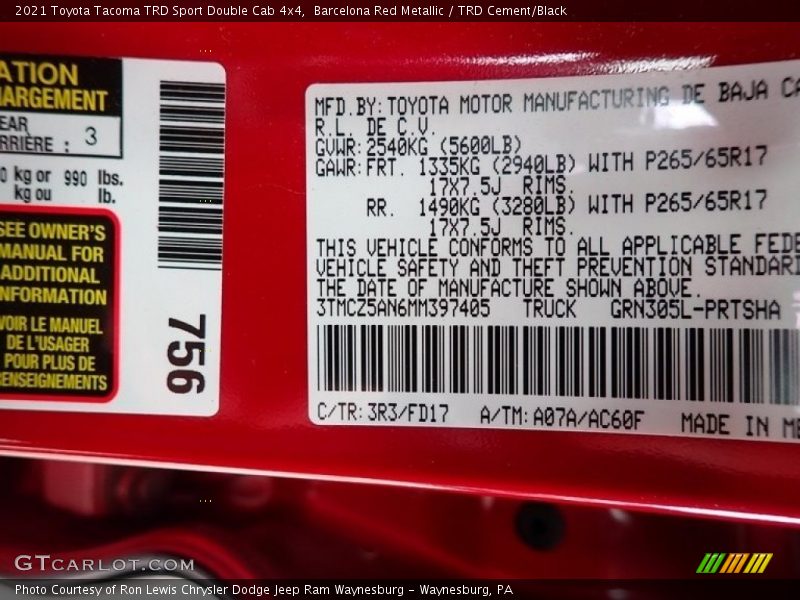 2021 Toyota Tacoma TRD Sport Double Cab 4x4,  Barcelona Red Metallic / TRD Cement/Black
ATION
HARGEMENT
EAR
RRIÈRE : 3
0 kg or 990 lbs.
kg ou lb.
SEE OWNER'S
MANUAL FOR
ADDITIONAL
NFORMATION
VOIR LE MANUEL
DE L'USAGER
POUR PLUS DE
RENSEIGNEMENTS
756
MFD.BY:TOYOTA MOTOR MANUFACTURING DE BAJA CA
R.L. DE C.V.
GVWR:2540KG (5600LB)
GAWR:FRT. 1335KG (2940LB) WITH P265/65R17
17X7.5J RIMS.
RR. 1490KG (3280LB) WITH P265/65R17
17X7.5J RIMS.
THIS VEHICLE CONFORMS TO ALL APPLICABLE FEDE
VEHICLE SAFETY AND THEFT PREVENTION STANDARD
THE DATE OF MANUFACTURE SHOWN ABOVE.
3TMCZ5AN6MM397405 TRUCK GRN305L-PRTSHA
C/TR:3R3/FD17 A/TM:A07A/AC60F MADE IN ME
GTCARLOT.COM
Photo Courtesy of Ron Lewis Chrysler Dodge Jeep Ram Waynesburg - Waynesburg, PA